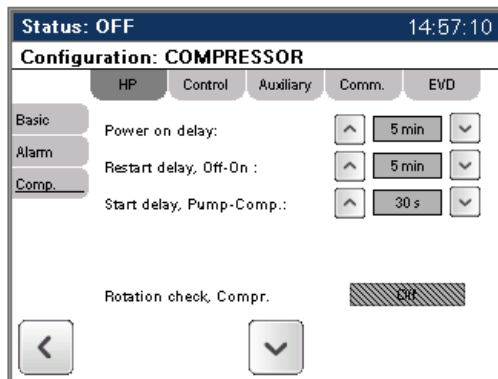 Status: OFF 14:57:10
Configuration: COMPRESSOR
HP Control Auxiliary Comm. EVD
Basic
Alarm
Comp.
Power on delay: 5 min
Restart delay, Off-On : 5 min
Start delay, Pump-Comp.: 30 s
Rotation check, Compr. Off